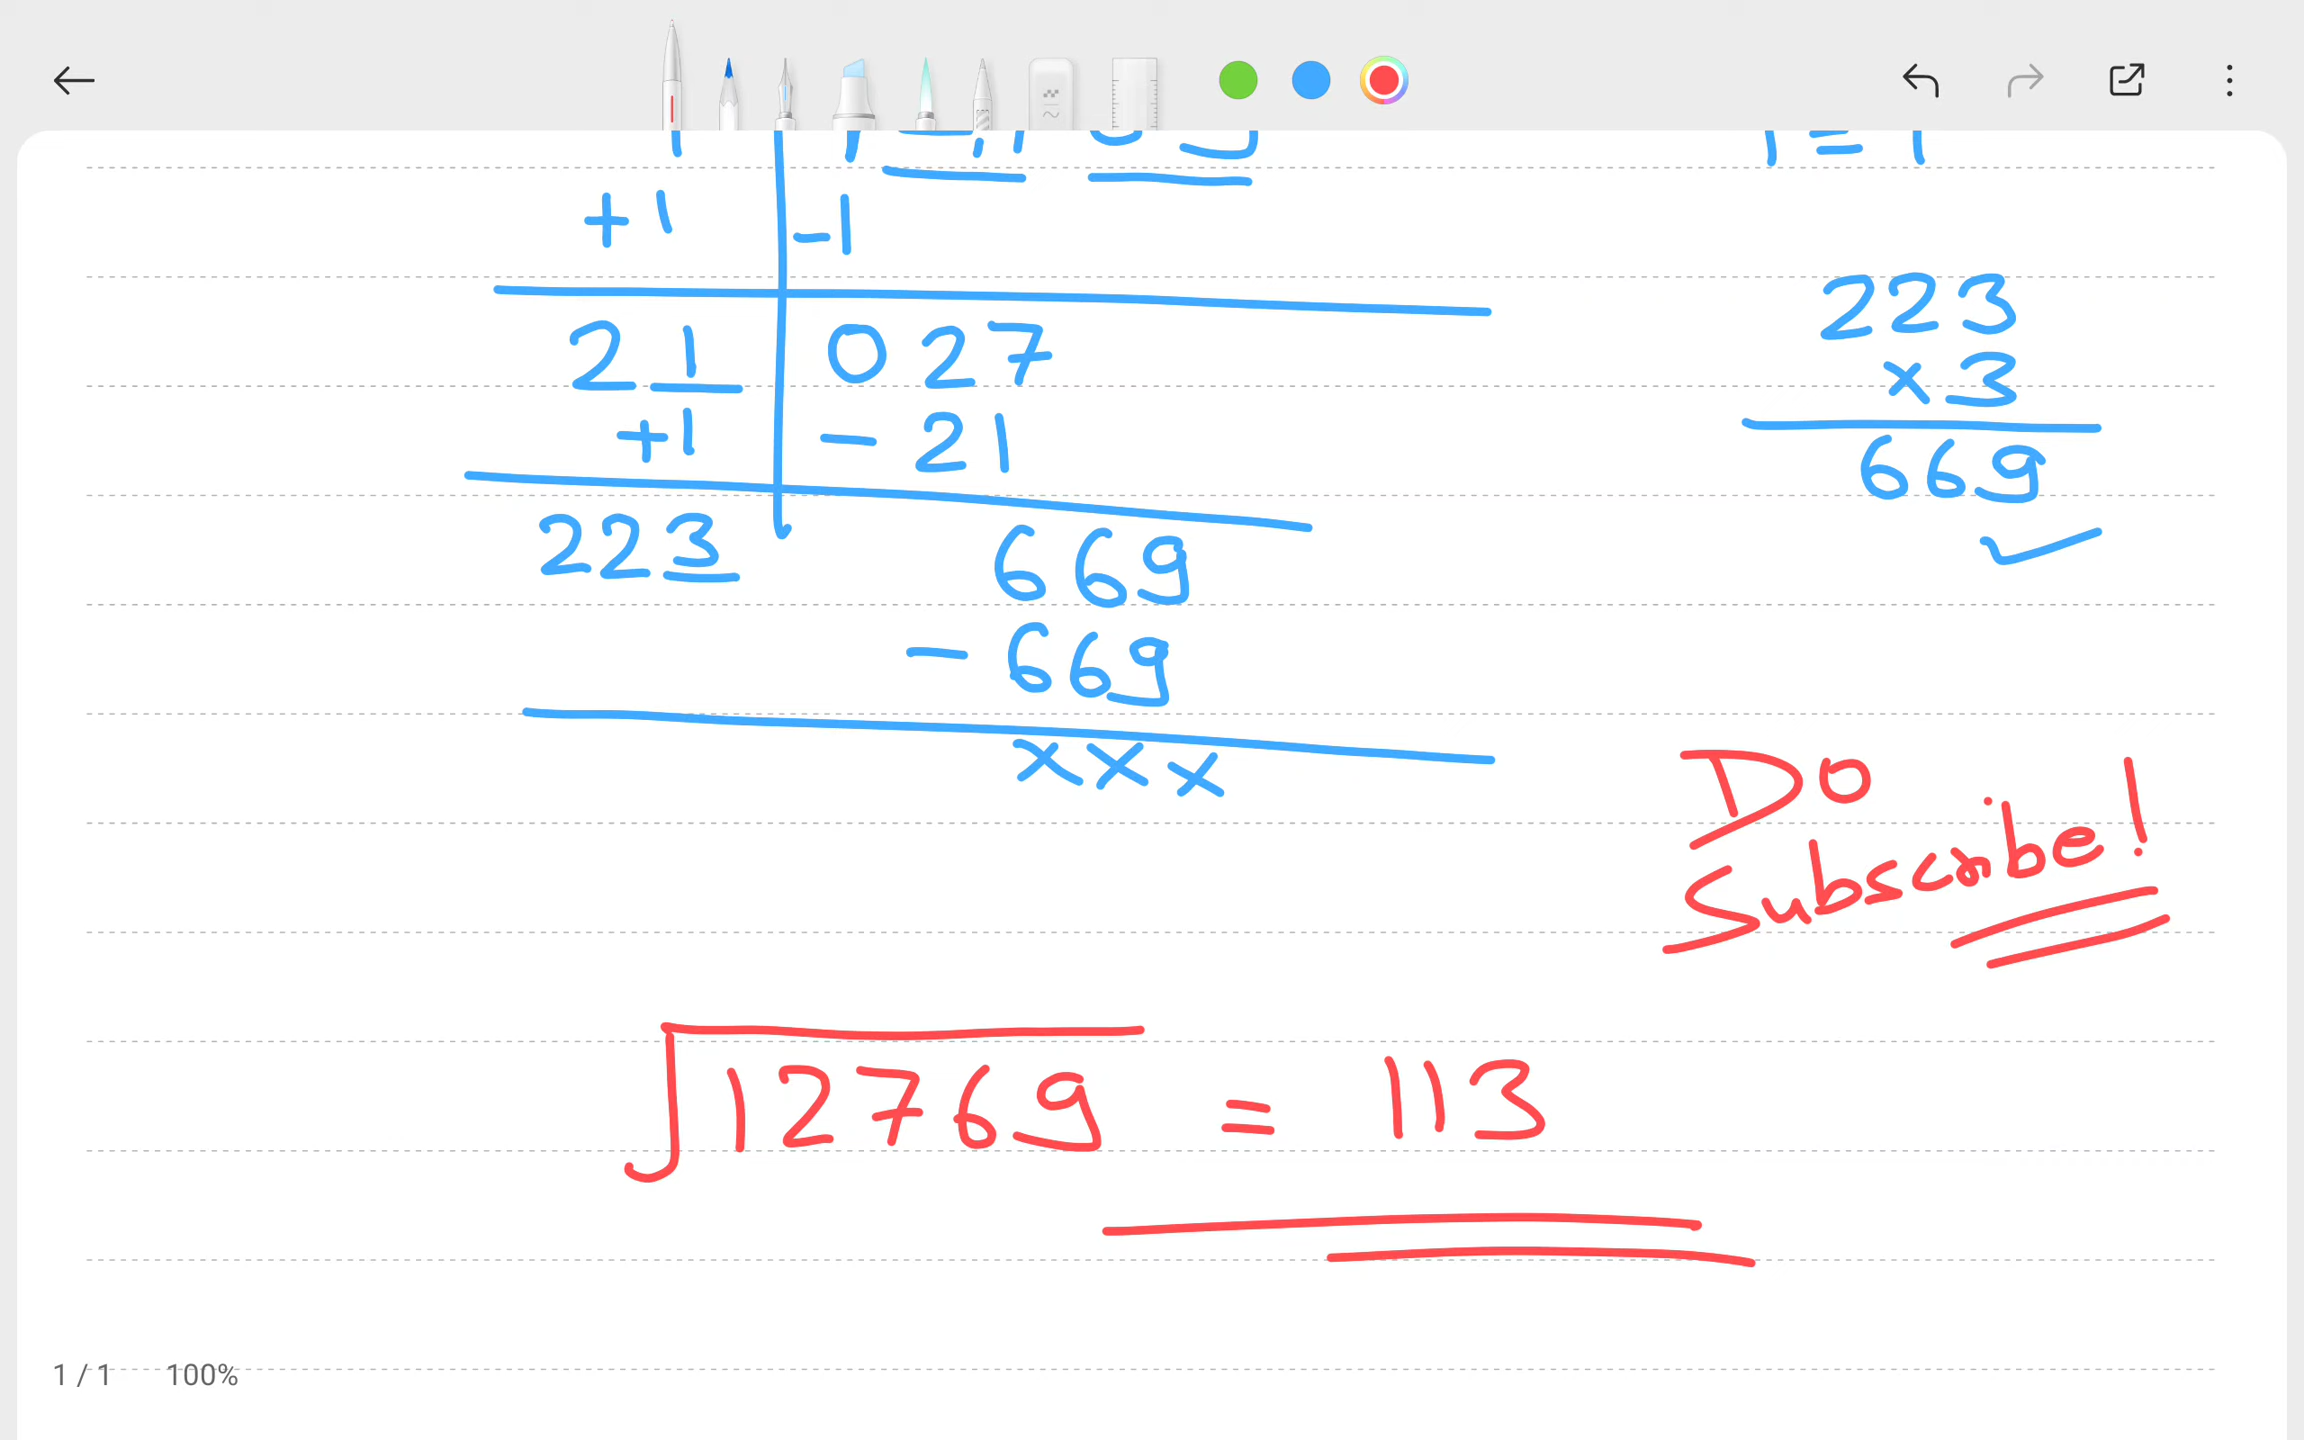 +1 -1
21 027
+1 - 21
223 669
- 669
x x x
223
x 3
669
Do
Subscribe!
√12769 = 113
1 / 1 100%